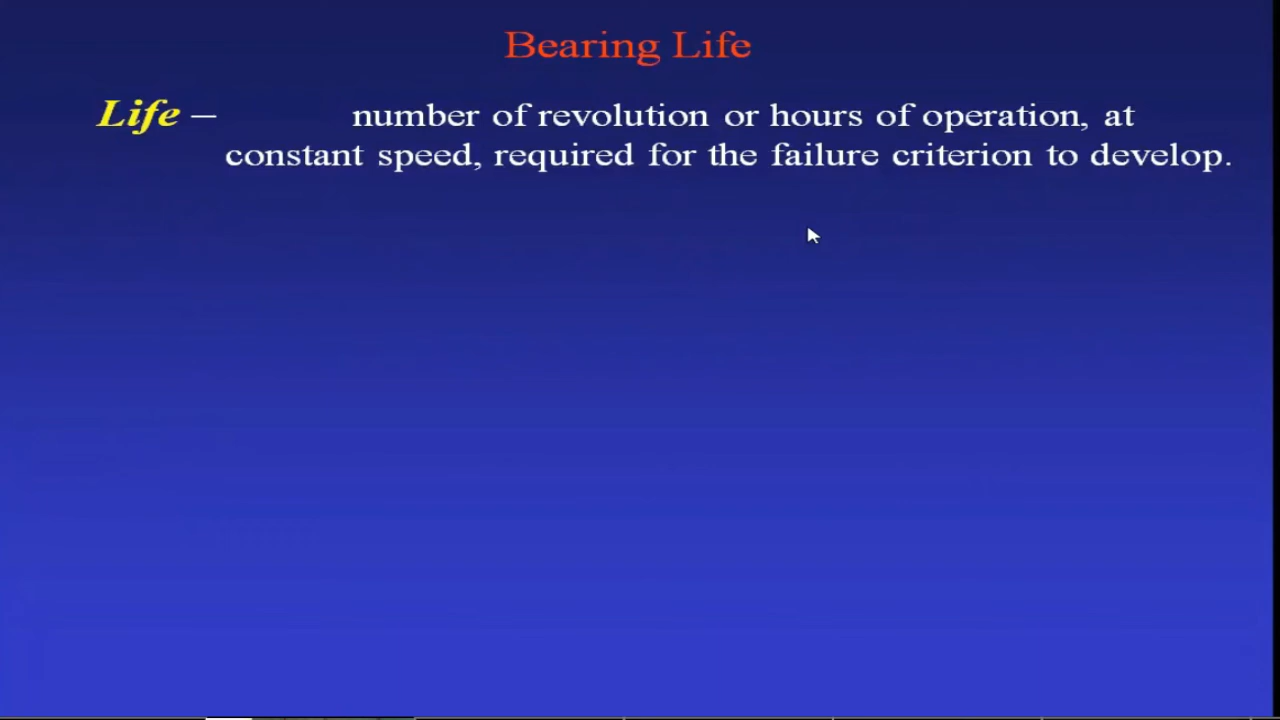 Bearing Life
Life – number of revolution or hours of operation, at
constant speed, required for the failure criterion to develop.